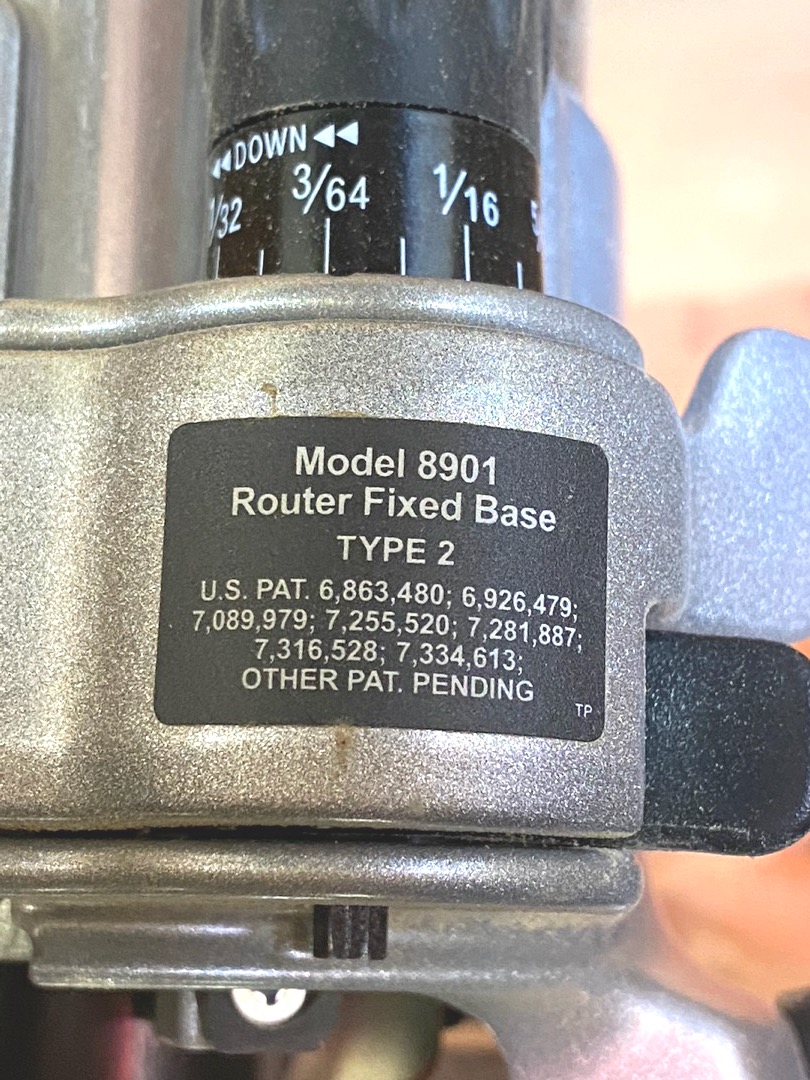 ◀◀DOWN◀◀
1/32 3/64 1/16
Model 8901
Router Fixed Base
TYPE 2
U.S. PAT. 6,863,480; 6,926,479;
7,089,979; 7,255,520; 7,281,887;
7,316,528; 7,334,613;
OTHER PAT. PENDING
TP